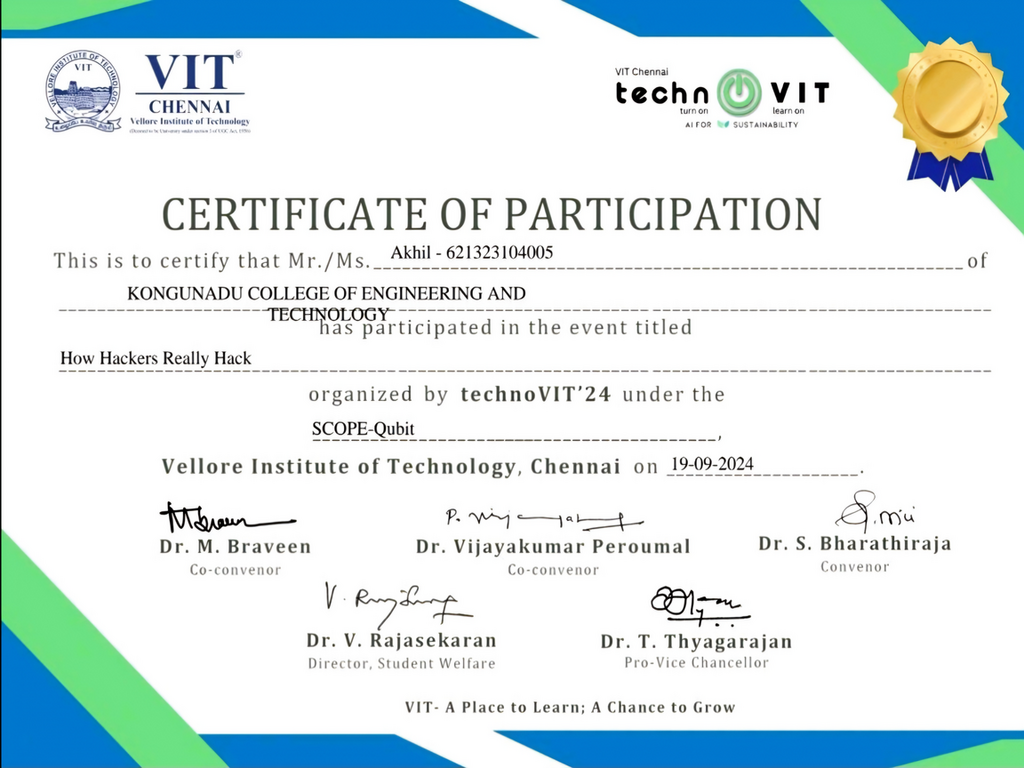 VELLORE INSTITUTE OF TECHNOLOGY
VIT
VIT®
CHENNAI
Vellore Institute of Technology
(Deemed to be University under section 3 of UGC Act, 1956)
VIT Chennai
techn VIT
turn on learn on
AI FOR SUSTAINABILITY
CERTIFICATE OF PARTICIPATION
This is to certify that Mr./Ms. Akhil - 621323104005 of
KONGUNADU COLLEGE OF ENGINEERING AND
TECHNOLOGY
has participated in the event titled
How Hackers Really Hack
organized by technoVIT'24 under the
SCOPE-Qubit ,
Vellore Institute of Technology, Chennai on 19-09-2024 .
Dr. M. Braveen
Co-convenor
Dr. Vijayakumar Peroumal
Co-convenor
Dr. S. Bharathiraja
Convenor
Dr. V. Rajasekaran
Director, Student Welfare
Dr. T. Thyagarajan
Pro-Vice Chancellor
VIT- A Place to Learn; A Chance to Grow